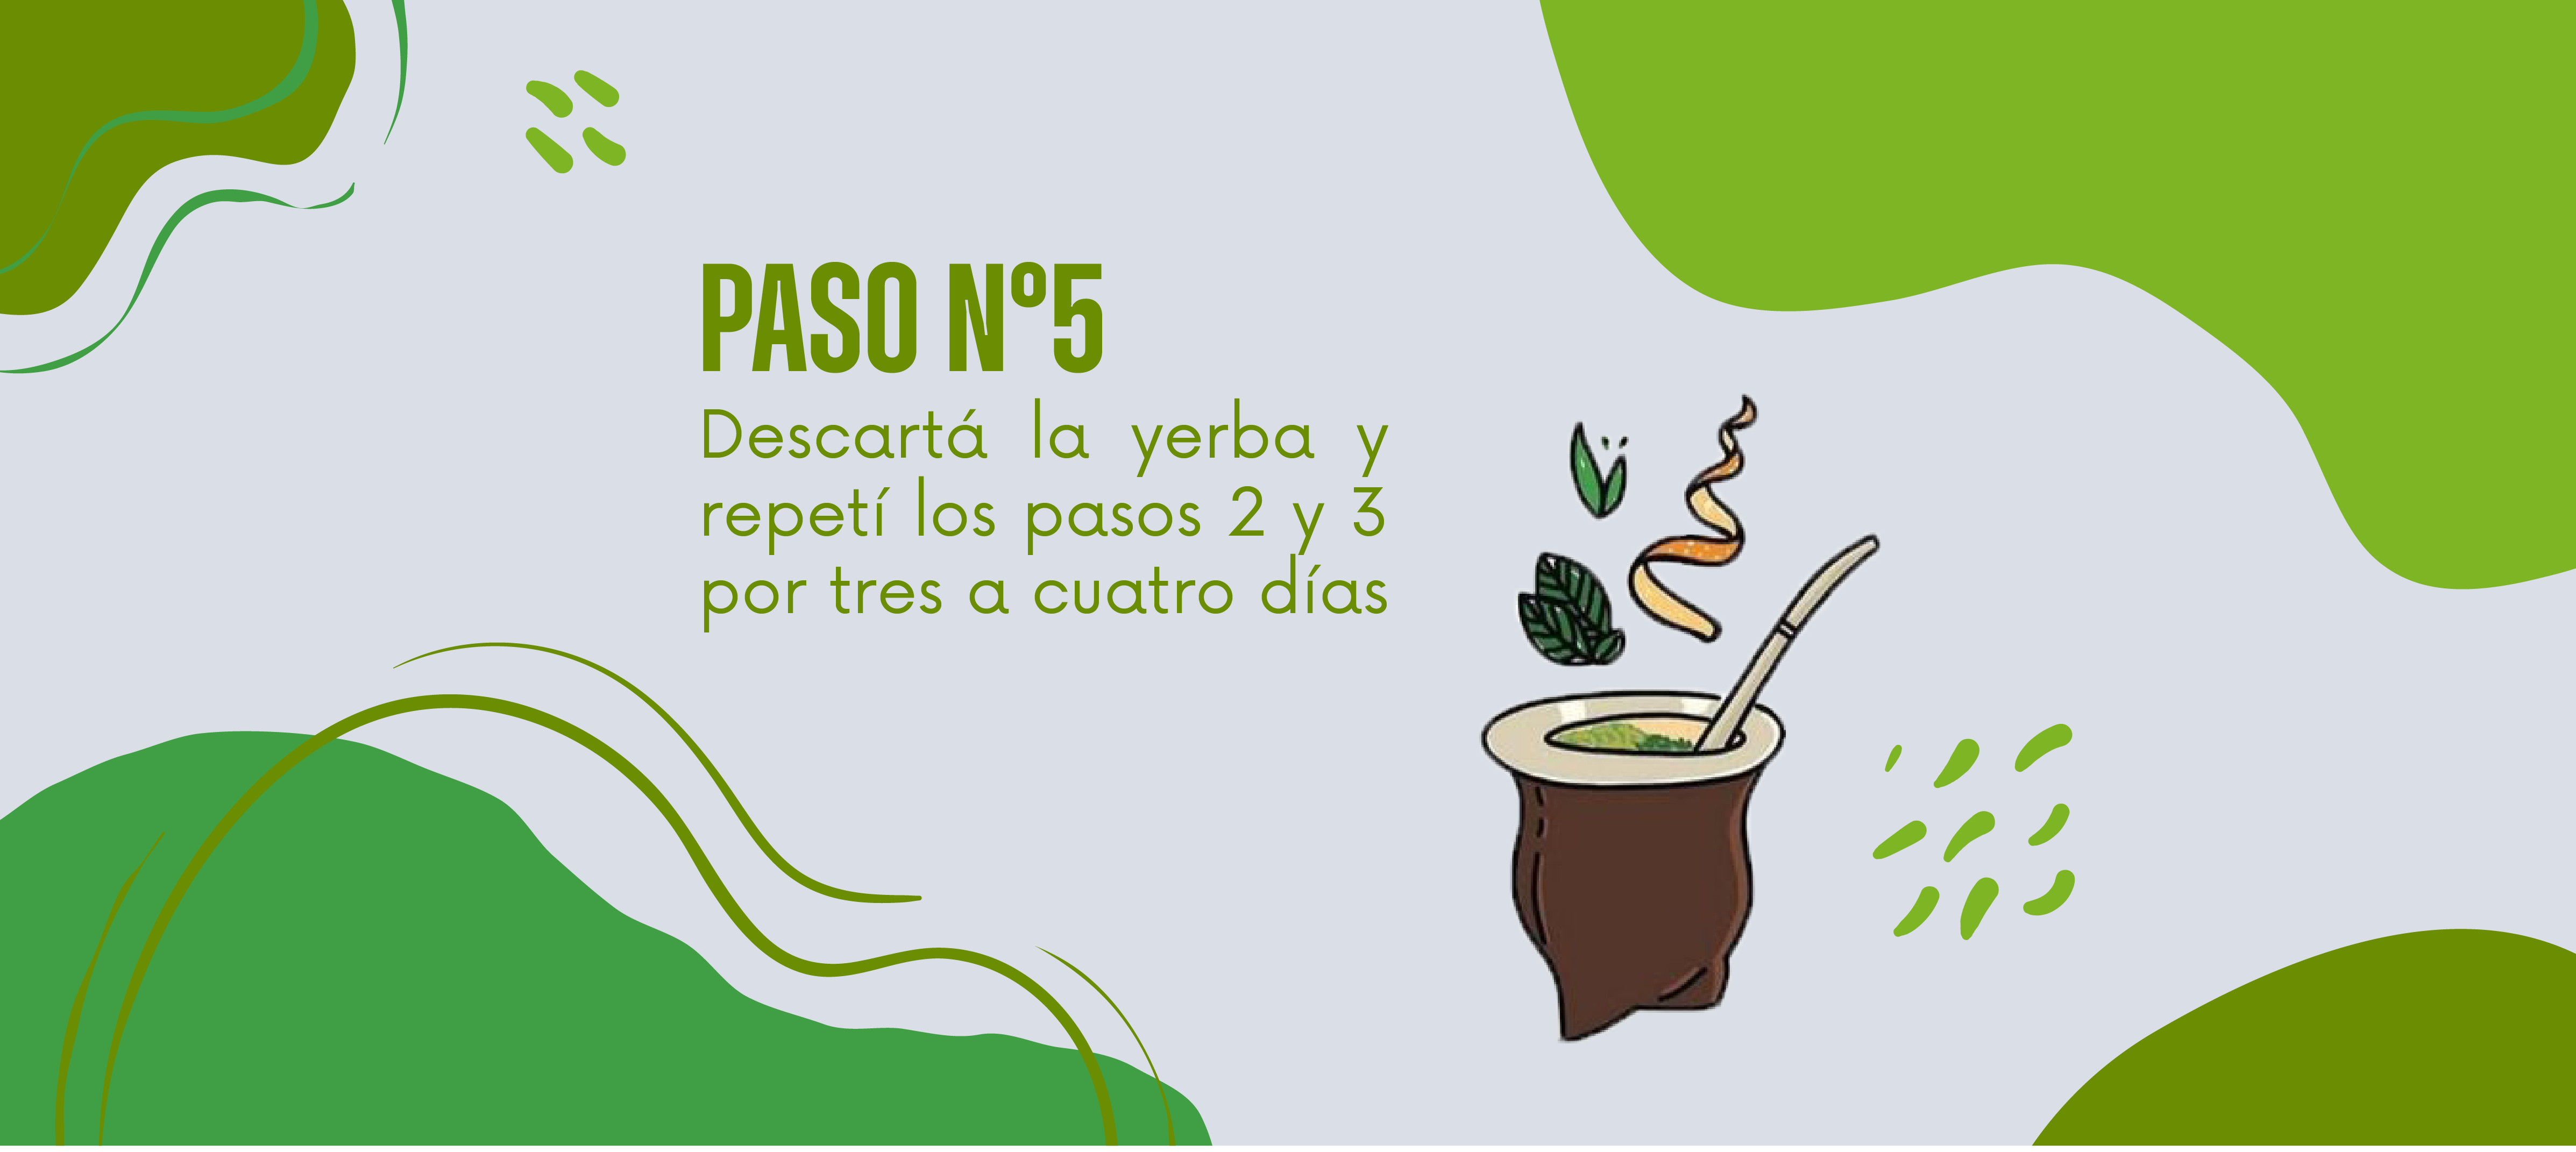 PASO Nº5
Descartá la yerba y
repetí los pasos 2 y 3
por tres a cuatro días